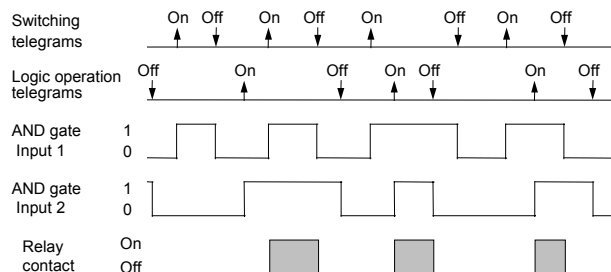 Switching
telegrams
On Off On Off On Off On Off
Logic operation
telegrams
Off On Off On Off On Off
AND gate
Input 1
1
0
AND gate
Input 2
1
0
Relay
contact
On
Off